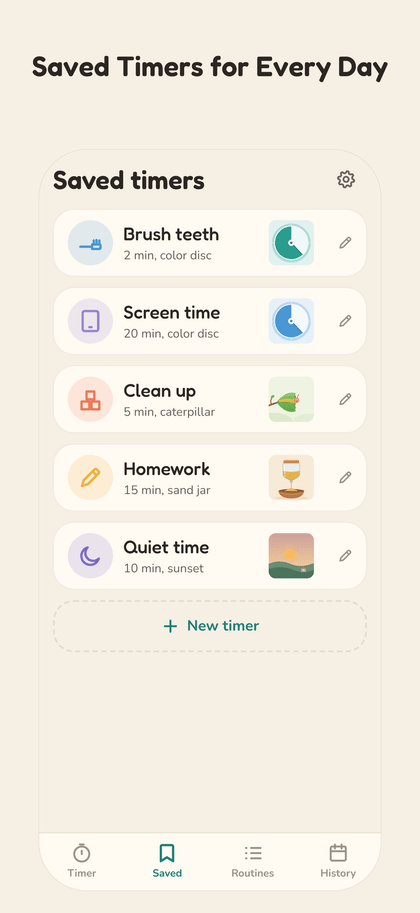 Saved Timers for Every Day
Saved timers
Brush teeth
2 min, color disc
Screen time
20 min, color disc
Clean up
5 min, caterpillar
Homework
15 min, sand jar
Quiet time
10 min, sunset
+ New timer
Timer
Saved
Routines
History